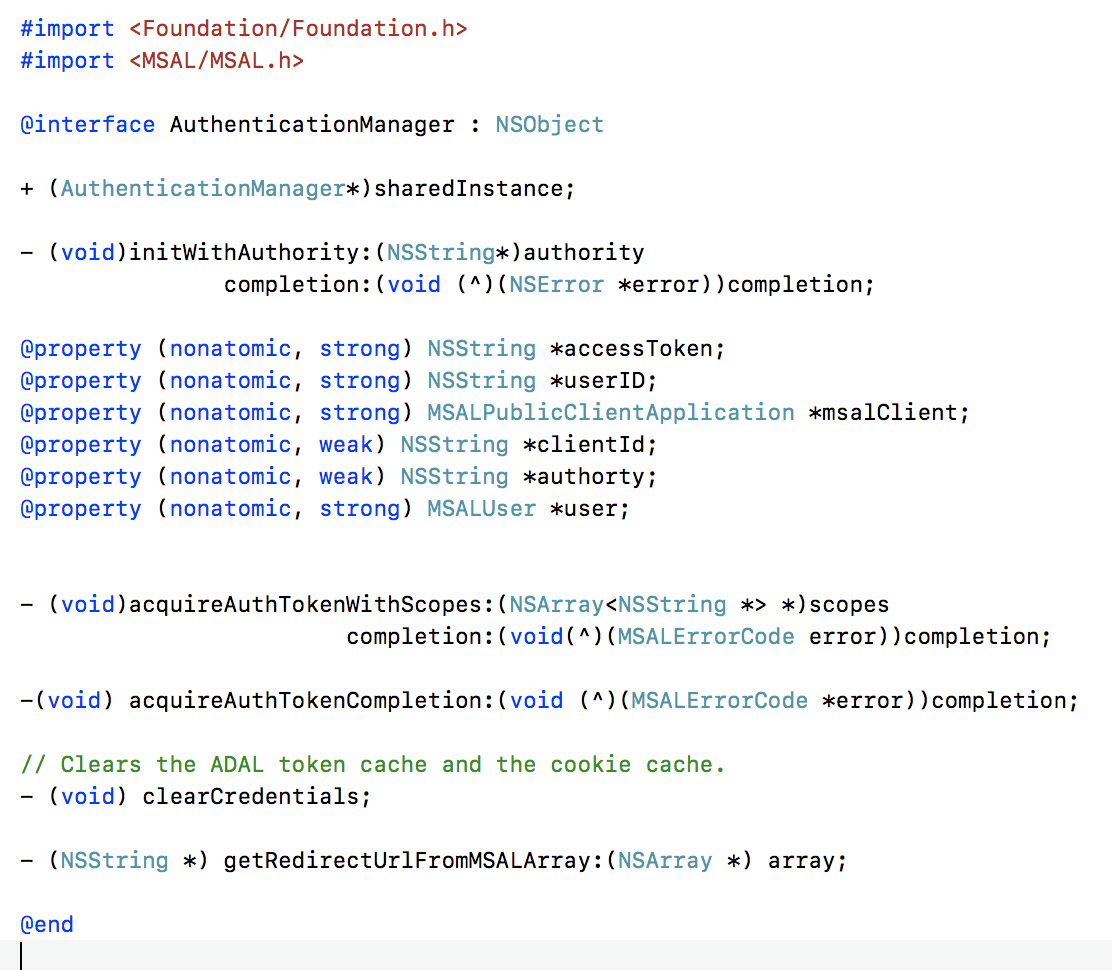 #import <Foundation/Foundation.h>
#import <MSAL/MSAL.h>
@interface AuthenticationManager : NSObject
+ (AuthenticationManager*)sharedInstance;
- (void)initWithAuthority:(NSString*)authority
completion:(void (^)(NSError *error))completion;
@property (nonatomic, strong) NSString *accessToken;
@property (nonatomic, strong) NSString *userID;
@property (nonatomic, strong) MSALPublicClientApplication *msalClient;
@property (nonatomic, weak) NSString *clientId;
@property (nonatomic, weak) NSString *authorty;
@property (nonatomic, strong) MSALUser *user;
- (void)acquireAuthTokenWithScopes:(NSArray<NSString *> *)scopes
completion:(void(^)(MSALErrorCode error))completion;
-(void) acquireAuthTokenCompletion:(void (^)(MSALErrorCode *error))completion;
// Clears the ADAL token cache and the cookie cache.
- (void) clearCredentials;
- (NSString *) getRedirectUrlFromMSALArray:(NSArray *) array;
@end